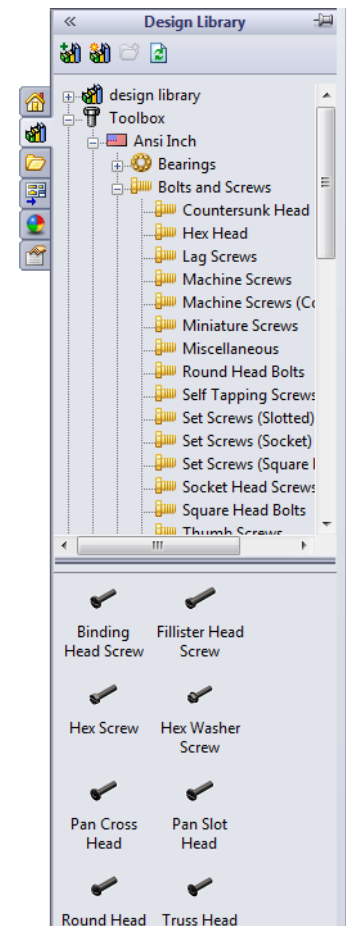 Design Library
design library
Toolbox
Ansi Inch
Bearings
Bolts and Screws
Countersunk Head
Hex Head
Lag Screws
Machine Screws
Machine Screws (Co
Miniature Screws
Miscellaneous
Round Head Bolts
Self Tapping Screws
Set Screws (Slotted)
Set Screws (Socket)
Set Screws (Square
Socket Head Screws
Square Head Bolts
Thumb Screws
Binding Fillister Head
Head Screw Screw
Hex Screw Hex Washer
Screw
Pan Cross Pan Slot
Head Head
Round Head Truss Head